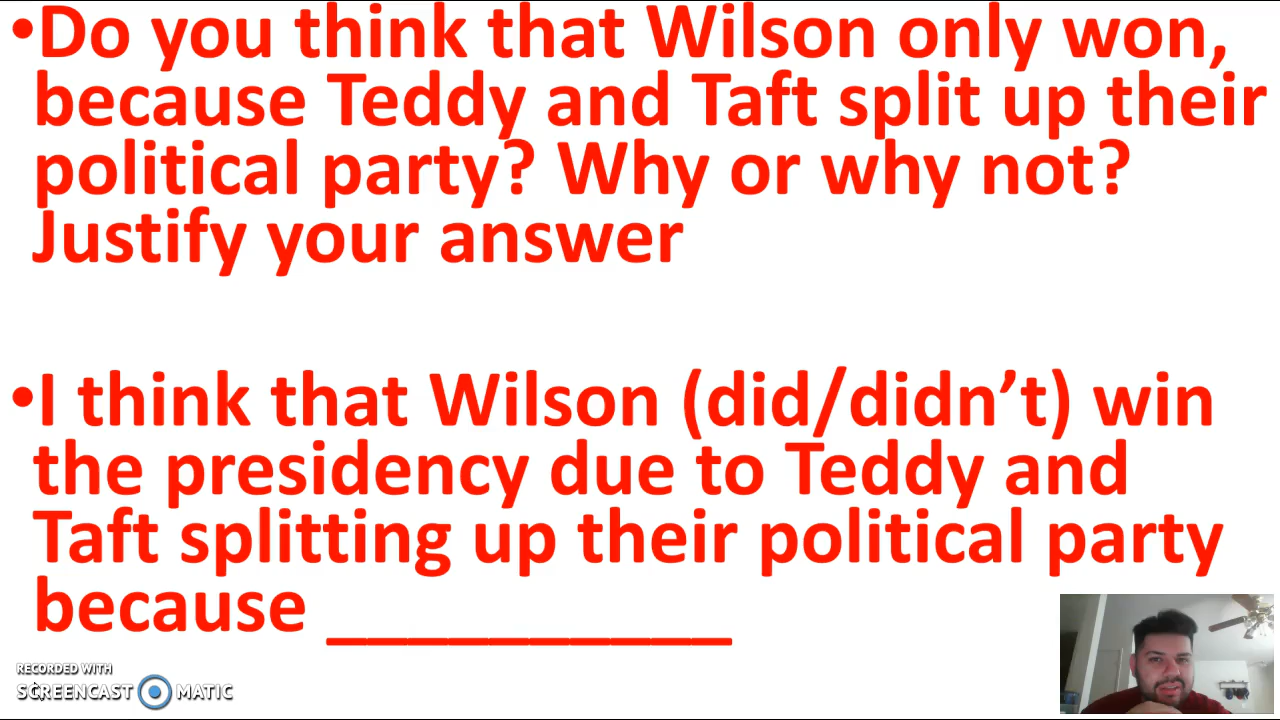 •Do you think that Wilson only won,
because Teddy and Taft split up their
political party? Why or why not?
Justify your answer
•I think that Wilson (did/didn’t) win
the presidency due to Teddy and
Taft splitting up their political party
because __________
RECORDED WITH
SCREENCAST MATIC